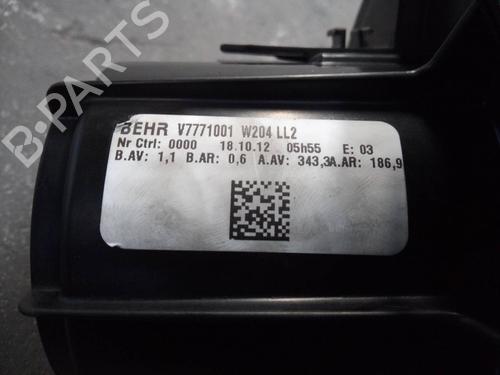 B-PARTS
BEHR V7771001 W204 LL2
Nr Ctrl: 0000 18.10.12 05h55 E: 03
B.AV: 1,1 B.AR: 0,6 A.AV: 343,3A.AR: 186,9